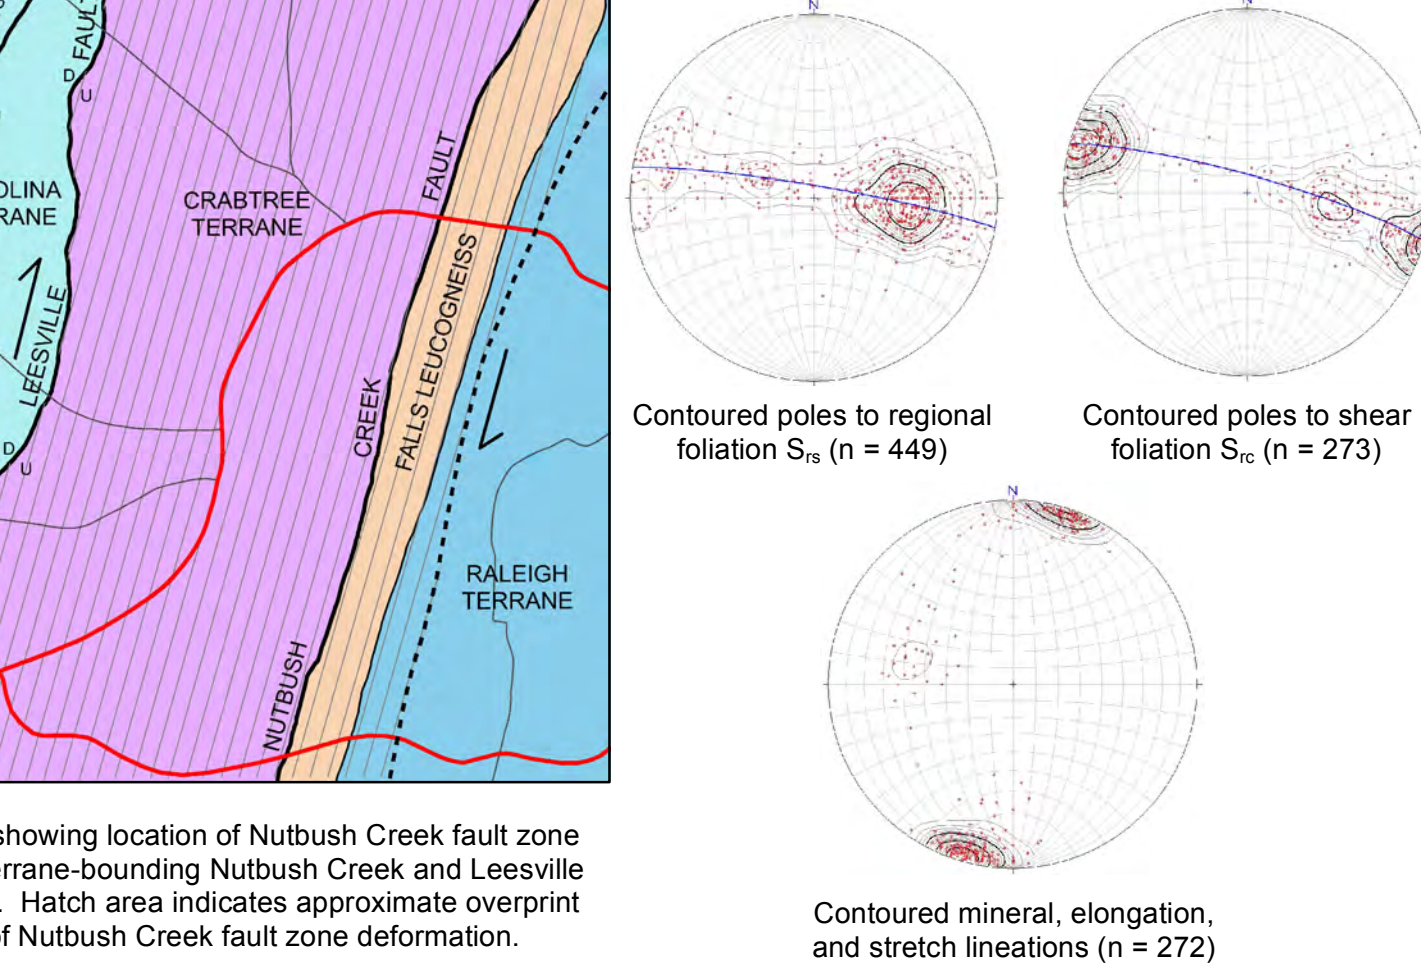 FAULT
D
U
OLINA
RANE
CRABTREE
TERRANE
FAULT
LEESVILLE
D
U
CREEK
FALLS LEUCOGNEISS
NUTBUSH
RALEIGH
TERRANE
showing location of Nutbush Creek fault zone
errane-bounding Nutbush Creek and Leesville
. Hatch area indicates approximate overprint
of Nutbush Creek fault zone deformation.
N
N
Contoured poles to regional
foliation Srs (n = 449)
Contoured poles to shear
foliation Src (n = 273)
N
Contoured mineral, elongation,
and stretch lineations (n = 272)